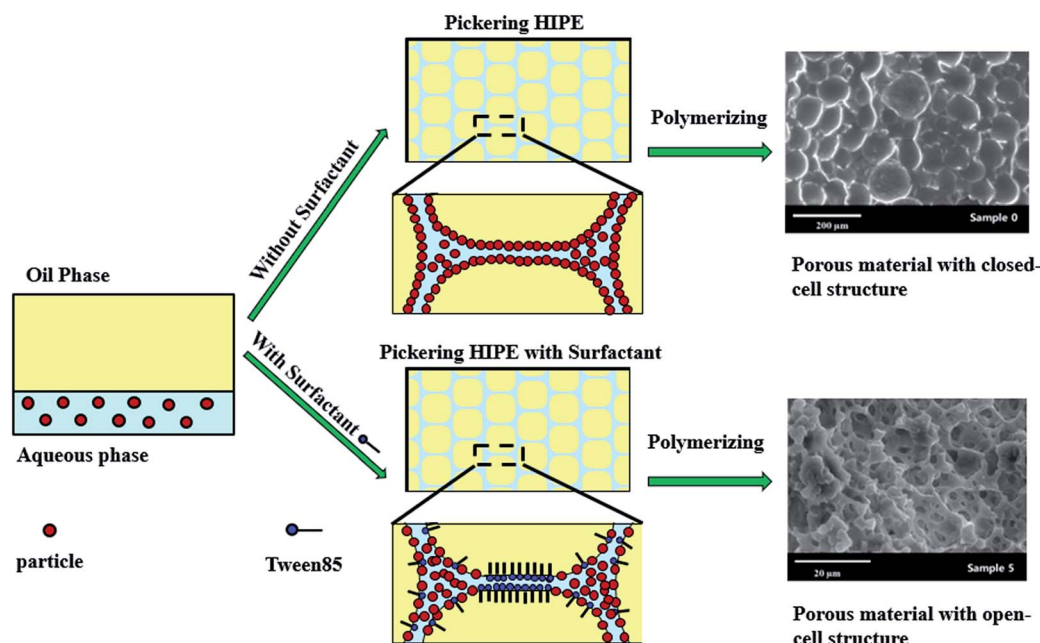 Pickering HIPE
Polymerizing
Without Surfactant
200 μm
Sample 0
Porous material with closed-
cell structure
Oil Phase
Aqueous phase
With Surfactant
Pickering HIPE with Surfactant
Polymerizing
20 μm
Sample 5
particle
Tween85
Porous material with open-
cell structure